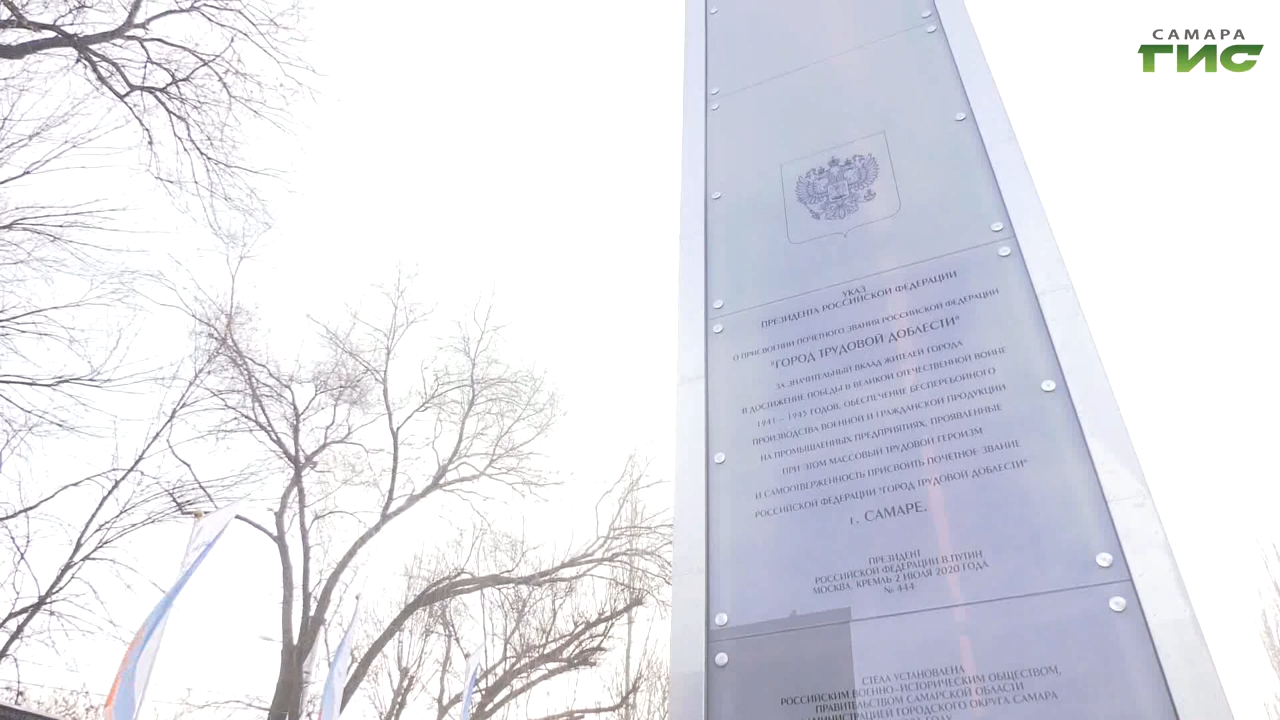 САМАРА
ГИС
УКАЗ
ПРЕЗИДЕНТА РОССИЙСКОЙ ФЕДЕРАЦИИ
О ПРИСВОЕНИИ ПОЧЕТНОГО ЗВАНИЯ РОССИЙСКОЙ ФЕДЕРАЦИИ
"ГОРОД ТРУДОВОЙ ДОБЛЕСТИ"
ЗА ЗНАЧИТЕЛЬНЫЙ ВКЛАД ЖИТЕЛЕЙ ГОРОДА
В ДОСТИЖЕНИЕ ПОБЕДЫ В ВЕЛИКОЙ ОТЕЧЕСТВЕННОЙ ВОЙНЕ
1941 – 1945 ГОДОВ, ОБЕСПЕЧЕНИЕ БЕСПЕРЕБОЙНОГО
ПРОИЗВОДСТВА ВОЕННОЙ И ГРАЖДАНСКОЙ ПРОДУКЦИИ
НА ПРОМЫШЛЕННЫХ ПРЕДПРИЯТИЯХ, ПРОЯВЛЕННЫЕ
ПРИ ЭТОМ МАССОВЫЙ ТРУДОВОЙ ГЕРОИЗМ
И САМООТВЕРЖЕННОСТЬ ПРИСВОИТЬ ПОЧЕТНОЕ ЗВАНИЕ
РОССИЙСКОЙ ФЕДЕРАЦИИ "ГОРОД ТРУДОВОЙ ДОБЛЕСТИ"
г. САМАРЕ.
ПРЕЗИДЕНТ
РОССИЙСКОЙ ФЕДЕРАЦИИ В.ПУТИН
МОСКВА, КРЕМЛЬ 2 ИЮЛЯ 2020 ГОДА
№ 444
СТЕЛА УСТАНОВЛЕНА
РОССИЙСКИМ ВОЕННО-ИСТОРИЧЕСКИМ ОБЩЕСТВОМ,
ПРАВИТЕЛЬСТВОМ САМАРСКОЙ ОБЛАСТИ
ГОРОДСКОГО ОКРУГА САМАРА